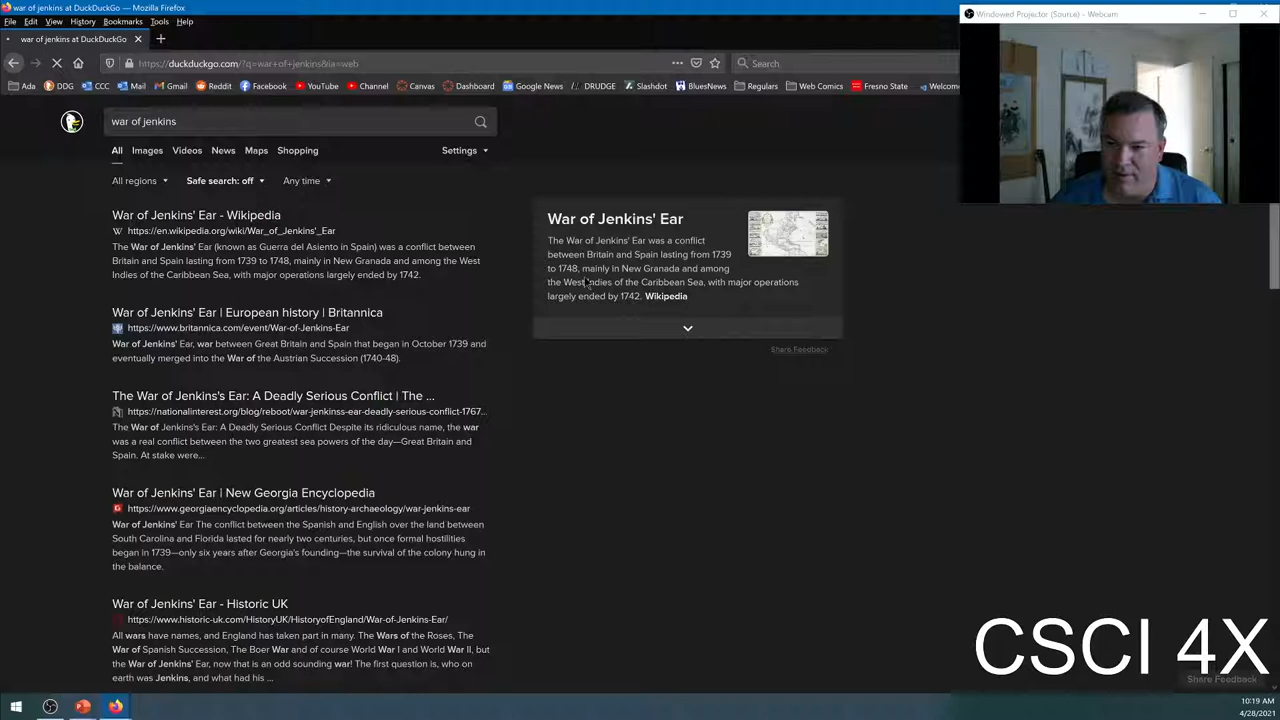 war of jenkins at DuckDuckGo — Mozilla Firefox
File Edit View History Bookmarks Tools Help
war of jenkins at DuckDuckGo
https://duckduckgo.com/?q=war+of+jenkins&ia=web
Search
Ada DDG CCC Mail Gmail Reddit Facebook YouTube Channel Canvas Dashboard Google News DRUDGE Slashdot BluesNews Regulars Web Comics Fresno State Welcome
Windowed Projector (Source) - Webcam
war of jenkins
All Images Videos News Maps Shopping Settings
All regions Safe search: off Any time
War of Jenkins' Ear - Wikipedia
W https://en.wikipedia.org/wiki/War_of_Jenkins'_Ear
The War of Jenkins' Ear (known as Guerra del Asiento in Spain) was a conflict between
Britain and Spain lasting from 1739 to 1748, mainly in New Granada and among the West
Indies of the Caribbean Sea, with major operations largely ended by 1742.
War of Jenkins' Ear | European history | Britannica
https://www.britannica.com/event/War-of-Jenkins-Ear
War of Jenkins' Ear, war between Great Britain and Spain that began in October 1739 and
eventually merged into the War of the Austrian Succession (1740-48).
The War of Jenkins's Ear: A Deadly Serious Conflict | The ...
https://nationalinterest.org/blog/reboot/war-jenkinss-ear-deadly-serious-conflict-1767...
The War of Jenkins's Ear: A Deadly Serious Conflict Despite its ridiculous name, the war
was a real conflict between the two greatest sea powers of the day—Great Britain and
Spain. At stake were...
War of Jenkins' Ear | New Georgia Encyclopedia
https://www.georgiaencyclopedia.org/articles/history-archaeology/war-jenkins-ear
War of Jenkins' Ear The conflict between the Spanish and English over the land between
South Carolina and Florida lasted for nearly two centuries, but once formal hostilities
began in 1739—only six years after Georgia's founding—the survival of the colony hung in
the balance.
War of Jenkins' Ear - Historic UK
https://www.historic-uk.com/HistoryUK/HistoryofEngland/War-of-Jenkins-Ear/
All wars have names, and England has taken part in many. The Wars of the Roses, The
War of Spanish Succession, The Boer War and of course World War I and World War II, but
the War of Jenkins' Ear, now that is an odd sounding war! The first question is, who on
earth was Jenkins, and what had his ...
War of Jenkins' Ear
The War of Jenkins' Ear was a conflict
between Britain and Spain lasting from 1739
to 1748, mainly in New Granada and among
the West Indies of the Caribbean Sea, with major operations
largely ended by 1742. Wikipedia
Share Feedback
CSCI 4X
Share Feedback
10:19 AM
4/28/2021